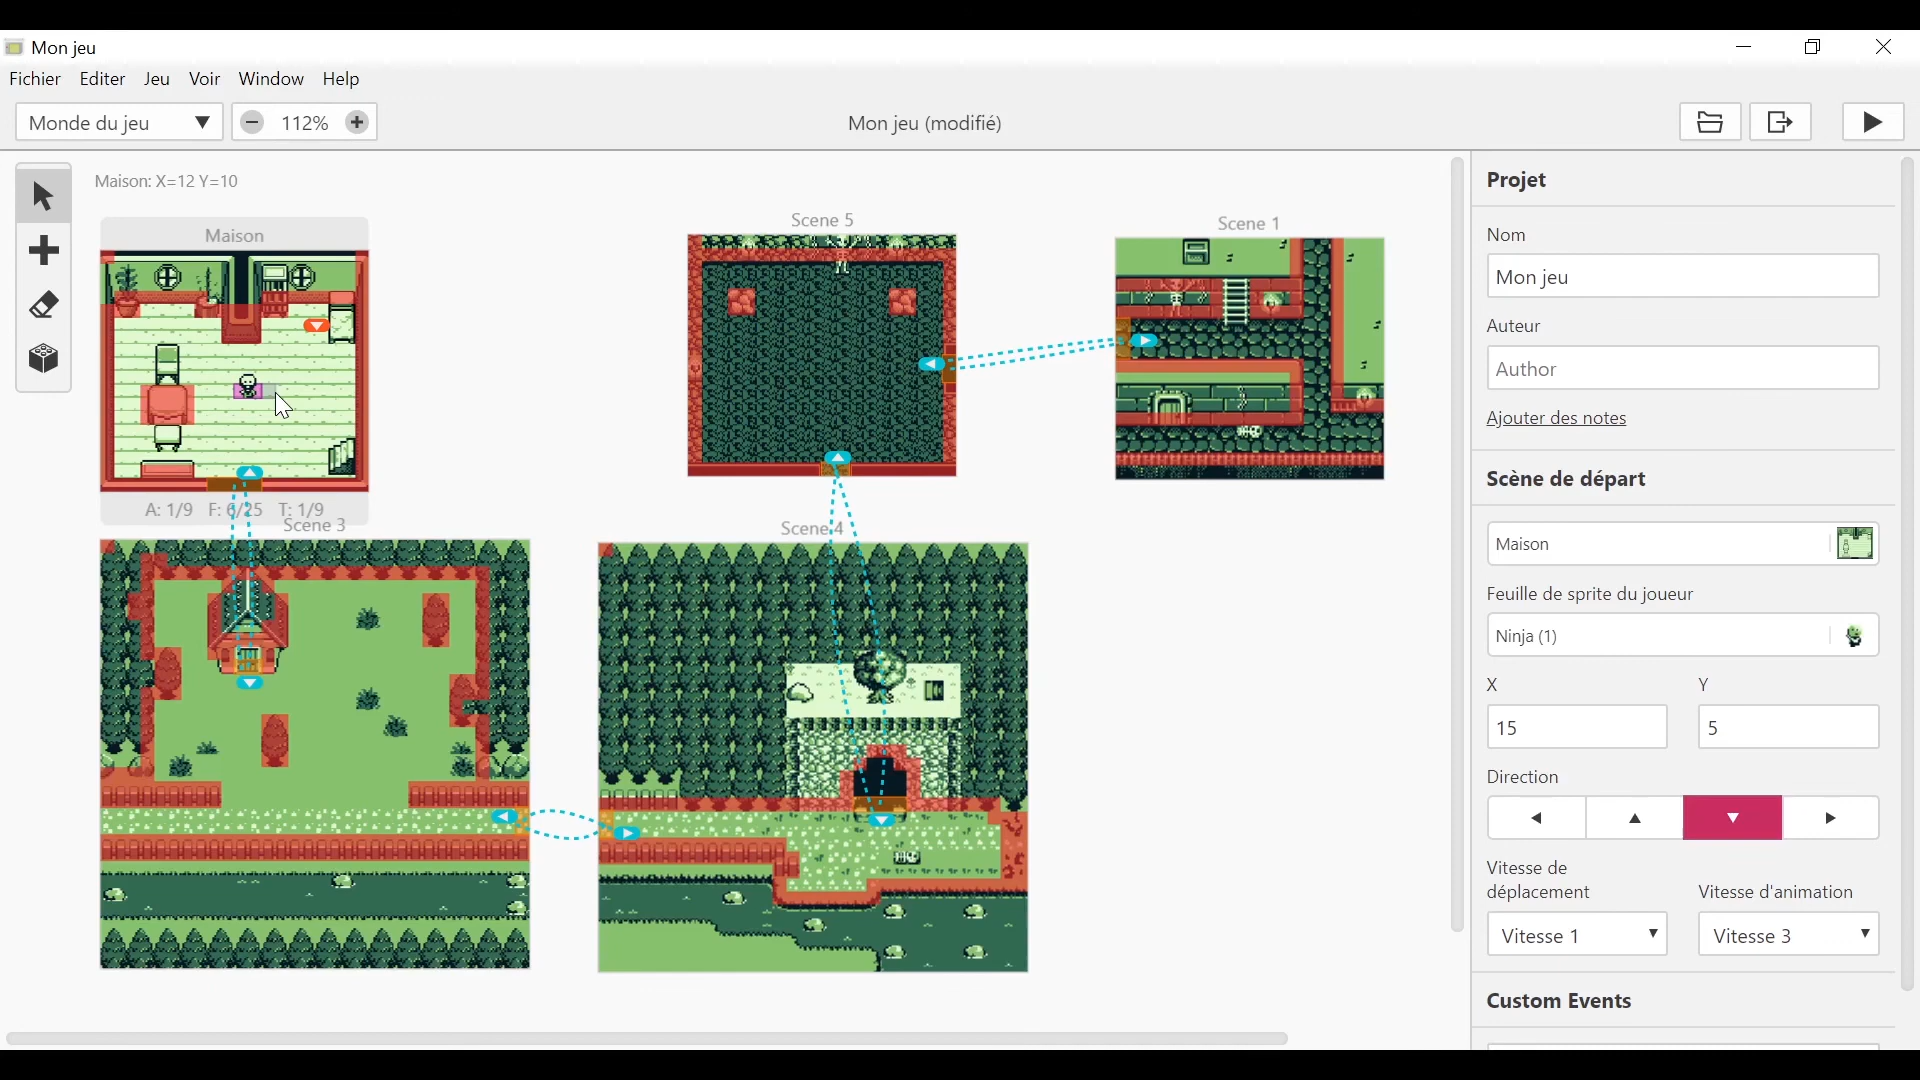 Mon jeu
Fichier Editer Jeu Voir Window Help
Monde du jeu 112% Mon jeu (modifié)
Maison: X=12 Y=10
Maison
Scene 5
Scene 1
A: 1/9 F: 6/25 T: 1/9
Scene 3
Scene 4
Projet
Nom
Mon jeu
Auteur
Author
Ajouter des notes
Scène de départ
Maison
Feuille de sprite du joueur
Ninja (1)
X Y
15 5
Direction
Vitesse de
déplacement Vitesse d'animation
Vitesse 1 Vitesse 3
Custom Events